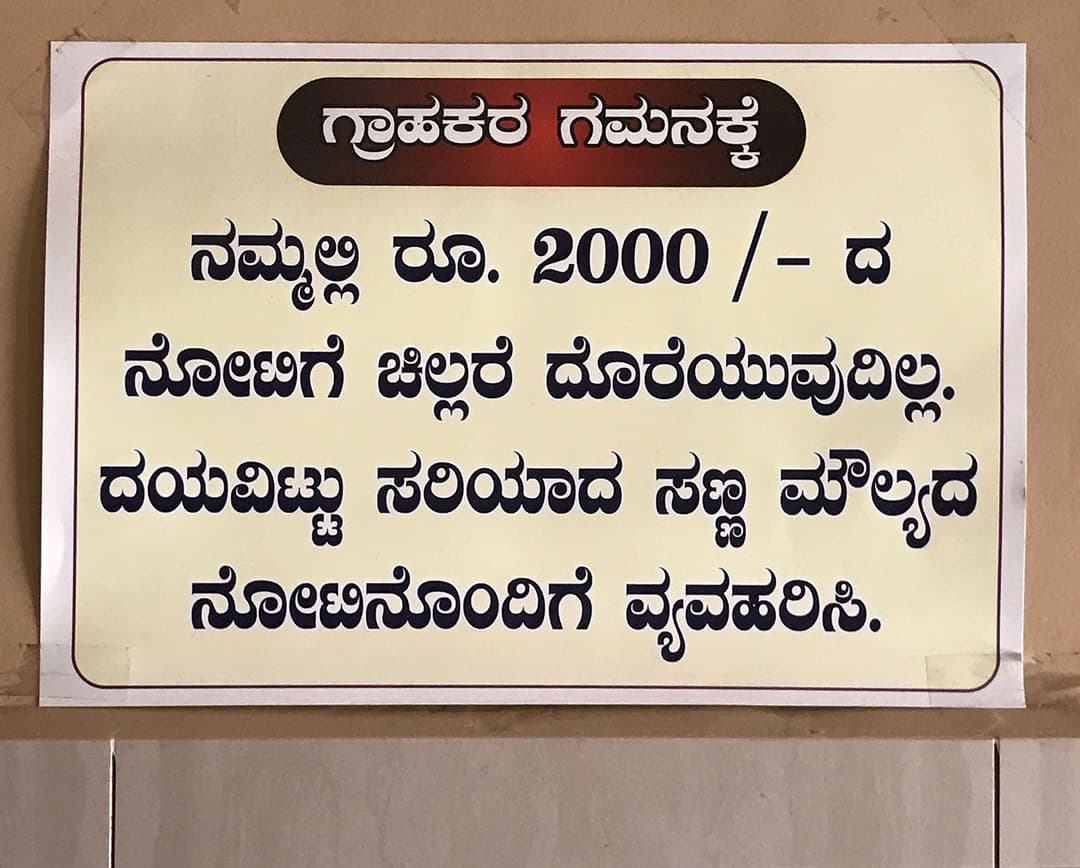 ಗ್ರಾಹಕರ ಗಮನಕ್ಕೆ
ನಮ್ಮಲ್ಲಿ ರೂ. 2000 /- ದ
ನೋಟಿಗೆ ಚಿಲ್ಲರೆ ದೊರೆಯುವುದಿಲ್ಲ.
ದಯವಿಟ್ಟು ಸರಿಯಾದ ಸಣ್ಣ ಮೌಲ್ಯದ
ನೋಟಿನೊಂದಿಗೆ ವ್ಯವಹರಿಸಿ.